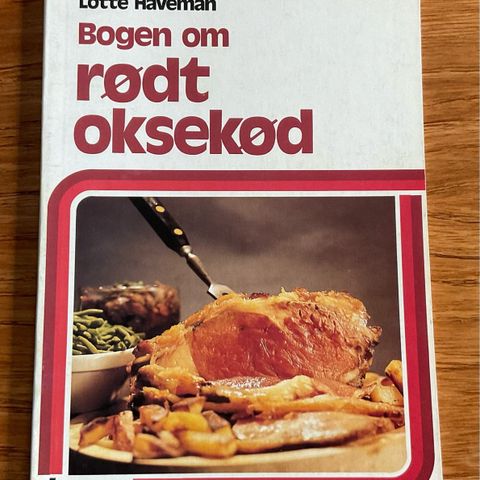 Lotte Haveman
Bogen om
rødt
oksekød